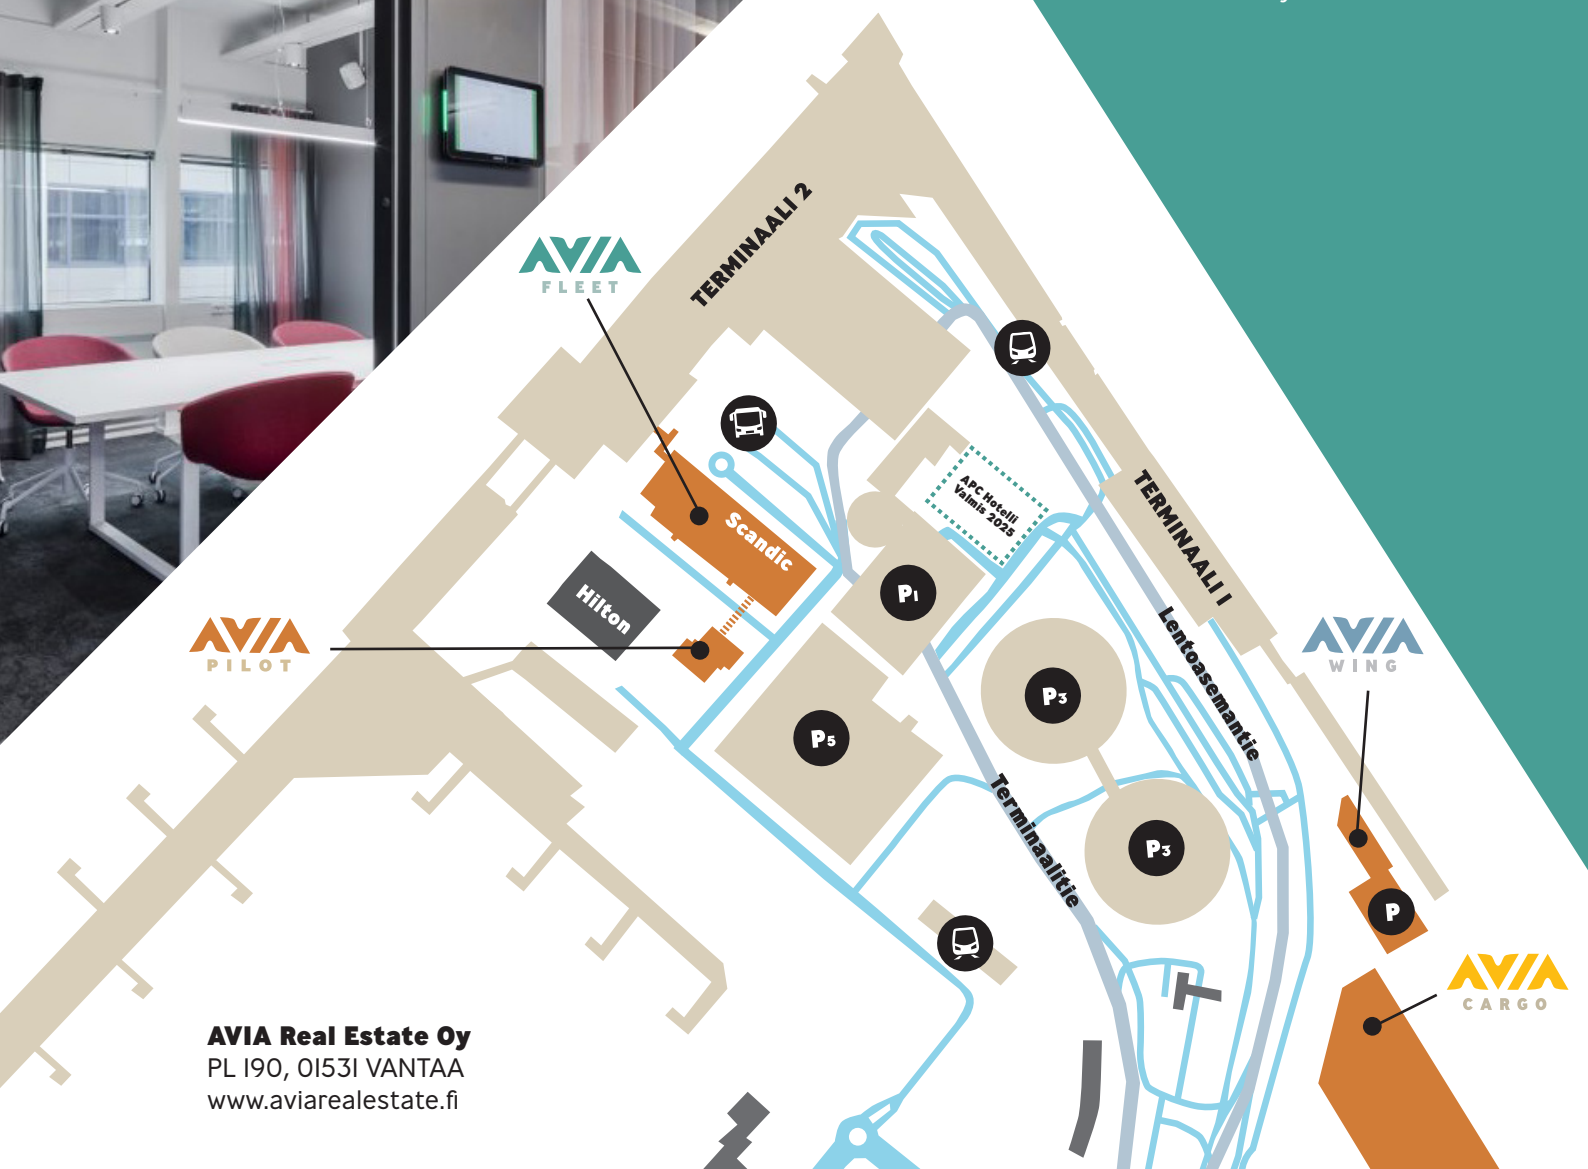 TERMINAALI 2
AVIA
FLEET
APC Hotelli
Valmis 2025
TERMINAALI 1
Scandic
Hilton
P1
AVIA
PILOT
Lentoasemantie
AVIA
WING
P3
P5
Terminaalitie
P3
P
AVIA
CARGO
AVIA Real Estate Oy
PL 190, 01531 VANTAA
www.aviarealestate.fi